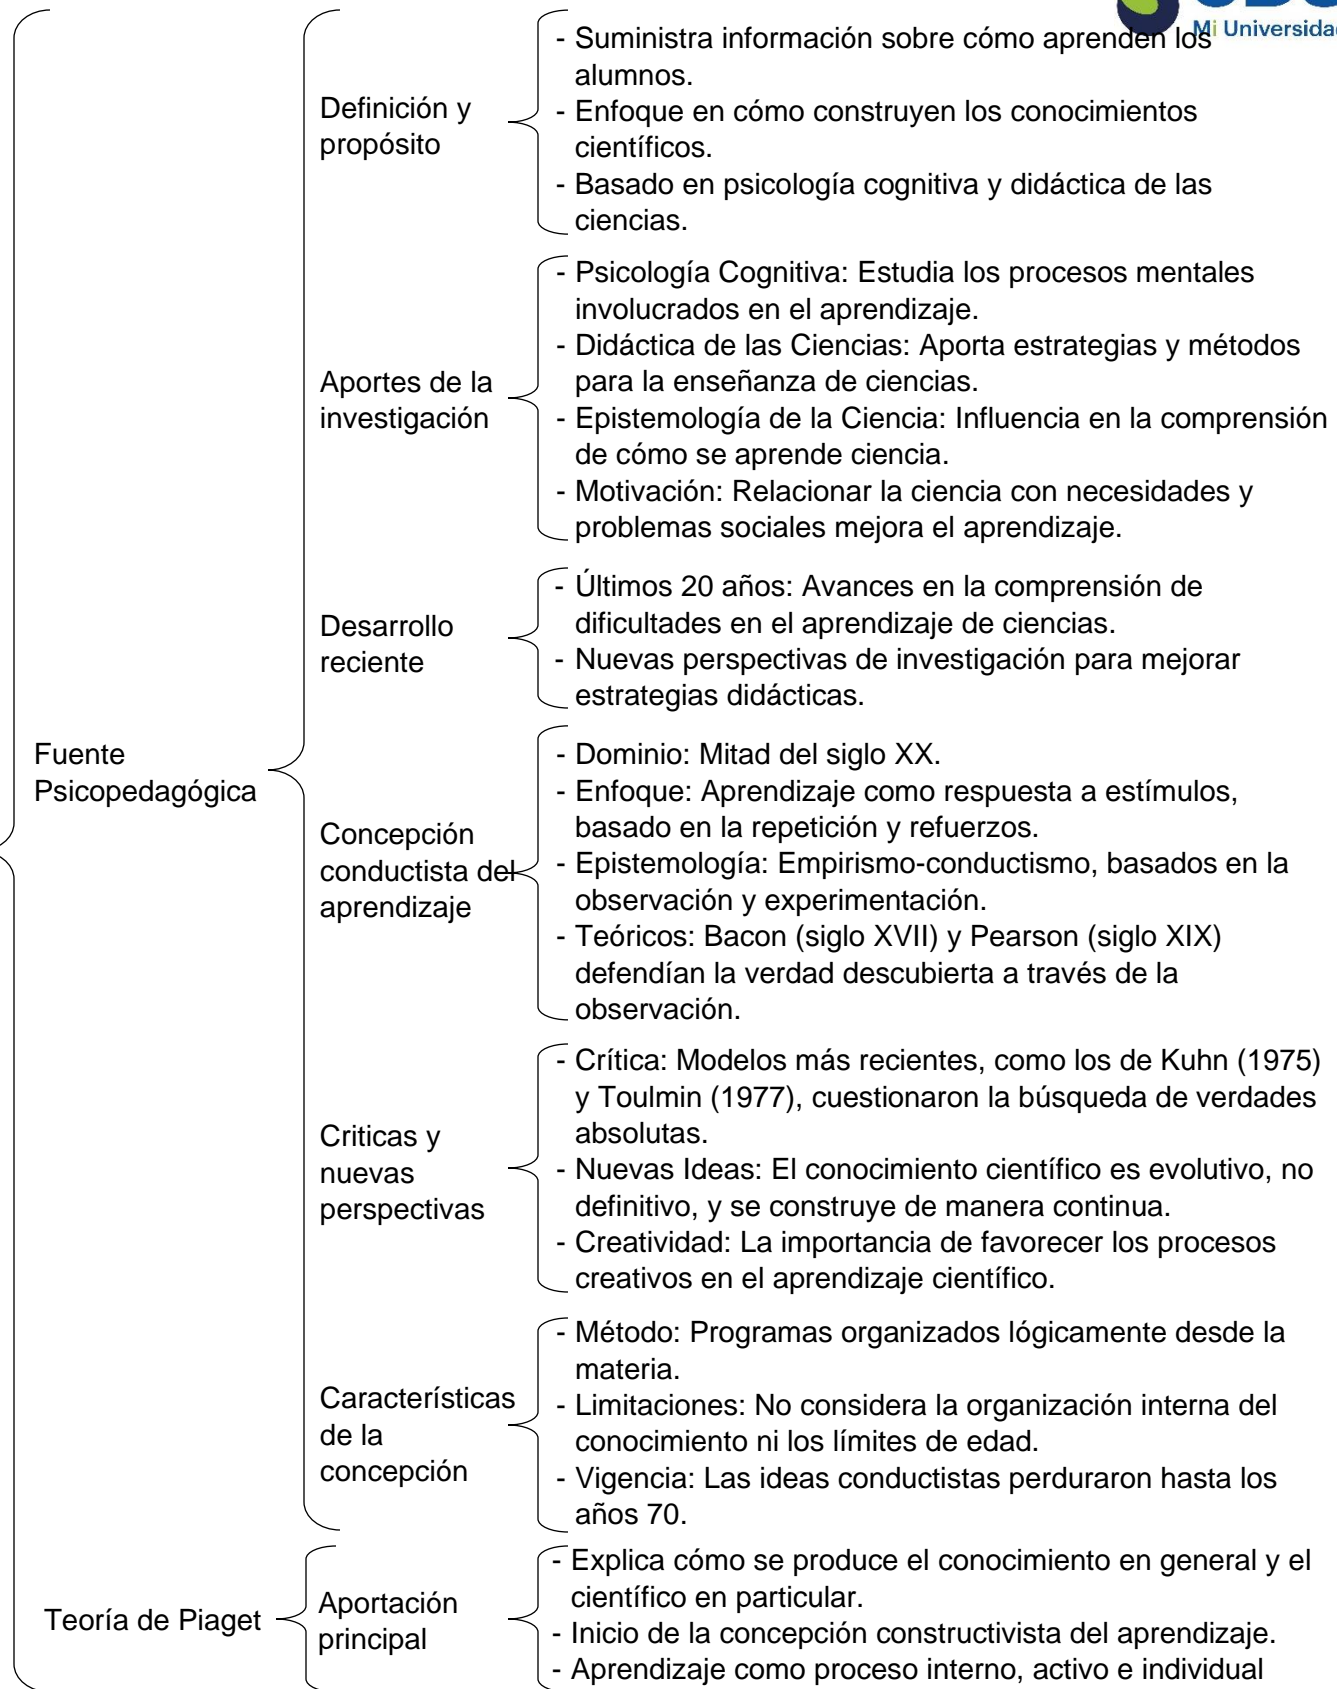 Mi Universidad
- Suministra información sobre cómo aprenden los
alumnos.
Definición y
propósito
- Enfoque en cómo construyen los conocimientos
científicos.
- Basado en psicología cognitiva y didáctica de las
ciencias.
- Psicología Cognitiva: Estudia los procesos mentales
involucrados en el aprendizaje.
- Didáctica de las Ciencias: Aporta estrategias y métodos
para la enseñanza de ciencias.
Aportes de la
investigación
- Epistemología de la Ciencia: Influencia en la comprensión
de cómo se aprende ciencia.
- Motivación: Relacionar la ciencia con necesidades y
problemas sociales mejora el aprendizaje.
- Últimos 20 años: Avances en la comprensión de
dificultades en el aprendizaje de ciencias.
Desarrollo
reciente
- Nuevas perspectivas de investigación para mejorar
estrategias didácticas.
Fuente
Psicopedagógica
- Dominio: Mitad del siglo XX.
- Enfoque: Aprendizaje como respuesta a estímulos,
basado en la repetición y refuerzos.
Concepción
conductista del
aprendizaje
- Epistemología: Empirismo-conductismo, basados en la
observación y experimentación.
- Teóricos: Bacon (siglo XVII) y Pearson (siglo XIX)
defendían la verdad descubierta a través de la
observación.
- Crítica: Modelos más recientes, como los de Kuhn (1975)
y Toulmin (1977), cuestionaron la búsqueda de verdades
absolutas.
Criticas y
nuevas
perspectivas
- Nuevas Ideas: El conocimiento científico es evolutivo, no
definitivo, y se construye de manera continua.
- Creatividad: La importancia de favorecer los procesos
creativos en el aprendizaje científico.
- Método: Programas organizados lógicamente desde la
materia.
Características
de la
concepción
- Limitaciones: No considera la organización interna del
conocimiento ni los límites de edad.
- Vigencia: Las ideas conductistas perduraron hasta los
años 70.
Teoría de Piaget
Aportación
principal
- Explica cómo se produce el conocimiento en general y el
científico en particular.
- Inicio de la concepción constructivista del aprendizaje.
- Aprendizaje como proceso interno, activo e individual